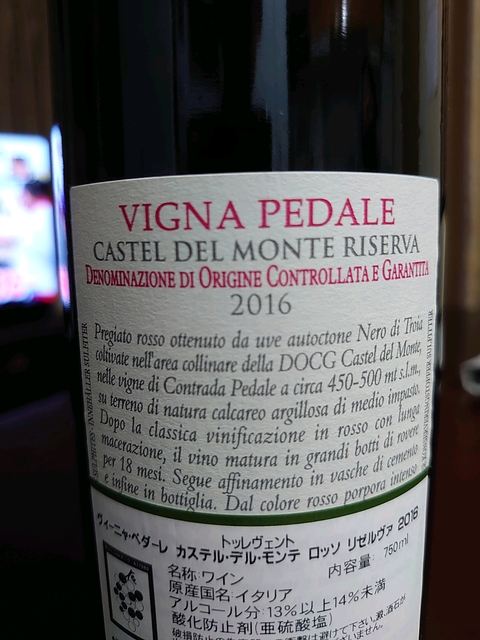 VIGNA PEDALE
CASTEL DEL MONTE RISERVA
DENOMINAZIONE DI ORIGINE CONTROLLATA E GARANTITA
2016
Pregiato rosso ottenuto da uve autoctone Nero di Troia
coltivate nell'area collinare della DOCG Castel del Monte,
nelle vigne di Contrada Pedale a circa 450-500 mt s.l.m.,
su terreno di natura calcareo argillosa di medio impasto.
Dopo la classica vinificazione in rosso con lunga
macerazione, il vino matura in grandi botti di rovere
per 18 mesi. Segue affinamento in vasche di cemento
e infine in bottiglia. Dal colore rosso porpora intenso
INNEHÅLLER SULFITER
トッレヴェント
ヴィーニャ・ペダーレ カステル・デル・モンテ ロッソ リゼルヴァ 2016
名称:ワイン 内容量: 750ml
原産国名:イタリア
アルコール分:13%以上14%未満
酸化防止剤(亜硫酸塩)